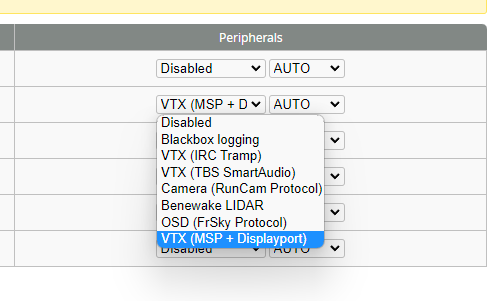 Peripherals
Disabled AUTO
VTX (MSP + D AUTO
Disabled
Blackbox logging
VTX (IRC Tramp)
VTX (TBS SmartAudio)
Camera (RunCam Protocol)
Benewake LIDAR
OSD (FrSky Protocol)
VTX (MSP + Displayport)
Disabled AUTO